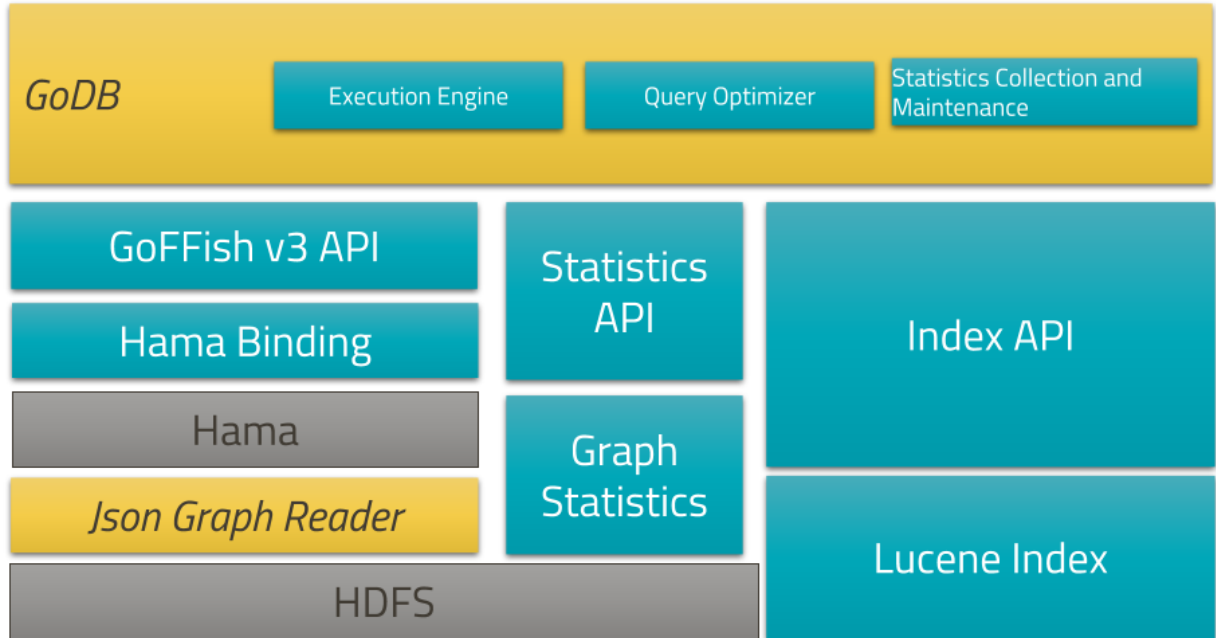 GoDB
Execution Engine
Query Optimizer
Statistics Collection and
Maintenance
GoFFish v3 API
Hama Binding
Hama
Json Graph Reader
HDFS
Statistics
API
Graph
Statistics
Index API
Lucene Index